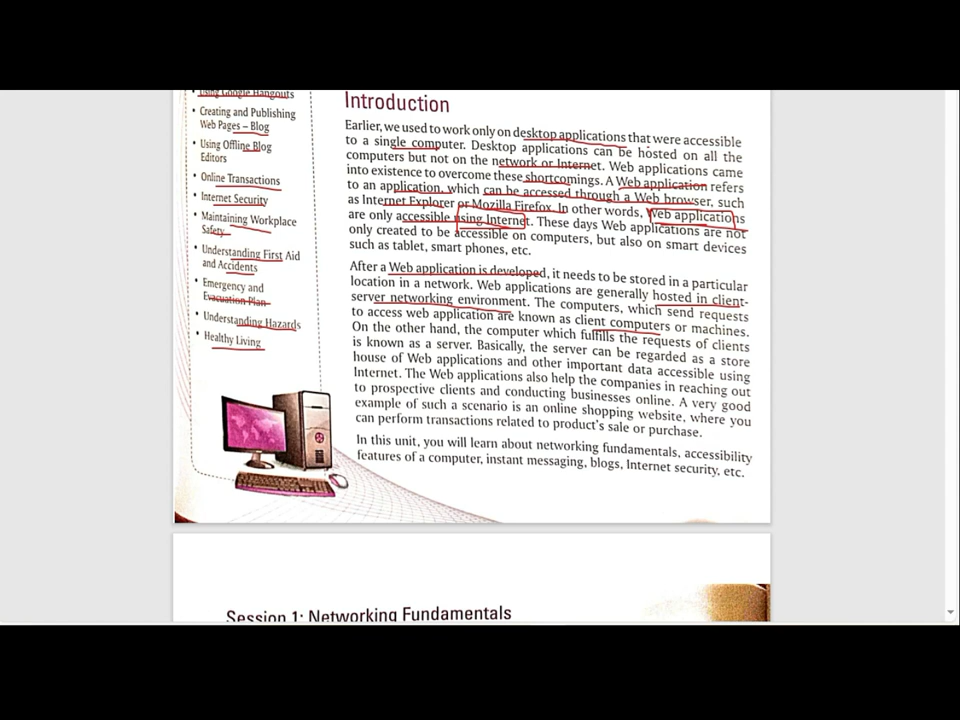 Using Google Hangouts
• Creating and Publishing
Web Pages – Blog
• Using Offline Blog
Editors
• Online Transactions
• Internet Security
• Maintaining Workplace
Safety
• Understanding First Aid
and Accidents
• Emergency and
Evacuation Plan
• Understanding Hazards
• Healthy Living
Introduction
Earlier, we used to work only on desktop applications that were accessible
to a single computer. Desktop applications can be hosted on all the
computers but not on the network or Internet. Web applications came
into existence to overcome these shortcomings. A Web application refers
to an application, which can be accessed through a Web browser, such
as Internet Explorer or Mozilla Firefox. In other words, Web applications
are only accessible using Internet. These days Web applications are not
only created to be accessible on computers, but also on smart devices
such as tablet, smart phones, etc.
After a Web application is developed, it needs to be stored in a particular
location in a network. Web applications are generally hosted in client-
server networking environment. The computers, which send requests
to access web application are known as client computers or machines.
On the other hand, the computer which fulfills the requests of clients
is known as a server. Basically, the server can be regarded as a store
house of Web applications and other important data accessible using
Internet. The Web applications also help the companies in reaching out
to prospective clients and conducting businesses online. A very good
example of such a scenario is an online shopping website, where you
can perform transactions related to product's sale or purchase.
In this unit, you will learn about networking fundamentals, accessibility
features of a computer, instant messaging, blogs, Internet security, etc.
Session 1: Networking Fundamentals